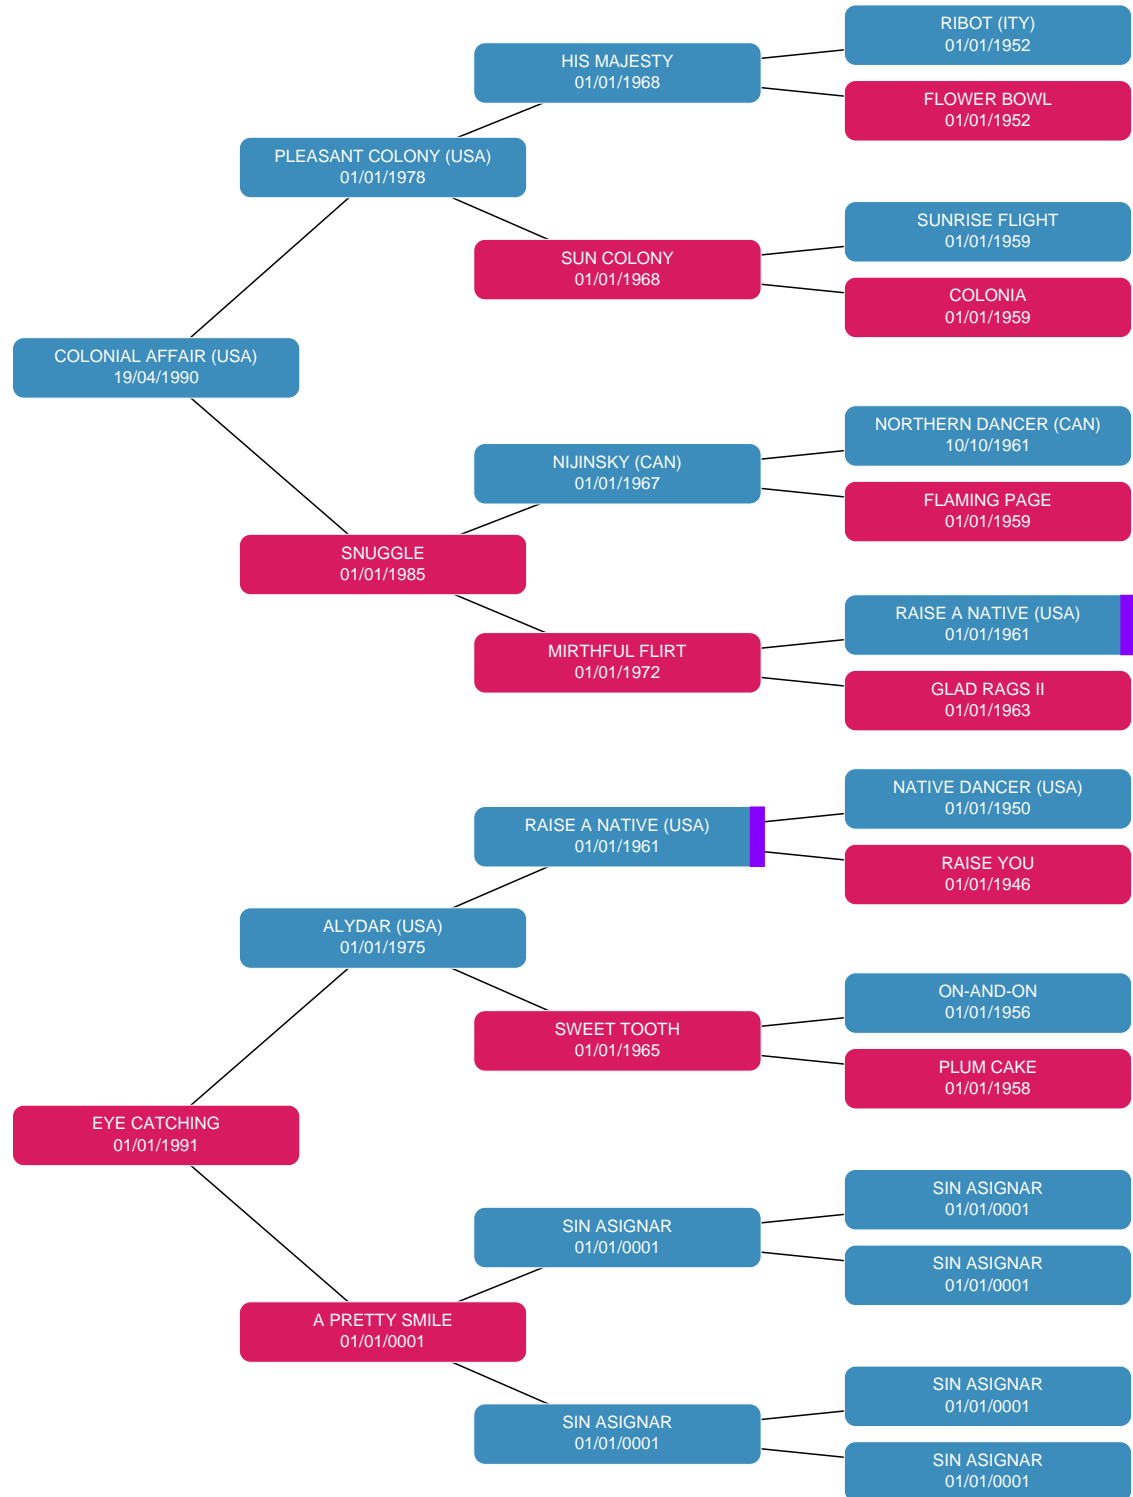 RIBOT (ITY)
01/01/1952
HIS MAJESTY
01/01/1968
FLOWER BOWL
01/01/1952
PLEASANT COLONY (USA)
01/01/1978
SUNRISE FLIGHT
01/01/1959
SUN COLONY
01/01/1968
COLONIA
01/01/1959
COLONIAL AFFAIR (USA)
19/04/1990
NORTHERN DANCER (CAN)
10/10/1961
NIJINSKY (CAN)
01/01/1967
FLAMING PAGE
01/01/1959
SNUGGLE
01/01/1985
RAISE A NATIVE (USA)
01/01/1961
MIRTHFUL FLIRT
01/01/1972
GLAD RAGS II
01/01/1963
NATIVE DANCER (USA)
01/01/1950
RAISE A NATIVE (USA)
01/01/1961
RAISE YOU
01/01/1946
ALYDAR (USA)
01/01/1975
ON-AND-ON
01/01/1956
SWEET TOOTH
01/01/1965
PLUM CAKE
01/01/1958
EYE CATCHING
01/01/1991
SIN ASIGNAR
01/01/0001
SIN ASIGNAR
01/01/0001
SIN ASIGNAR
01/01/0001
A PRETTY SMILE
01/01/0001
SIN ASIGNAR
01/01/0001
SIN ASIGNAR
01/01/0001
SIN ASIGNAR
01/01/0001